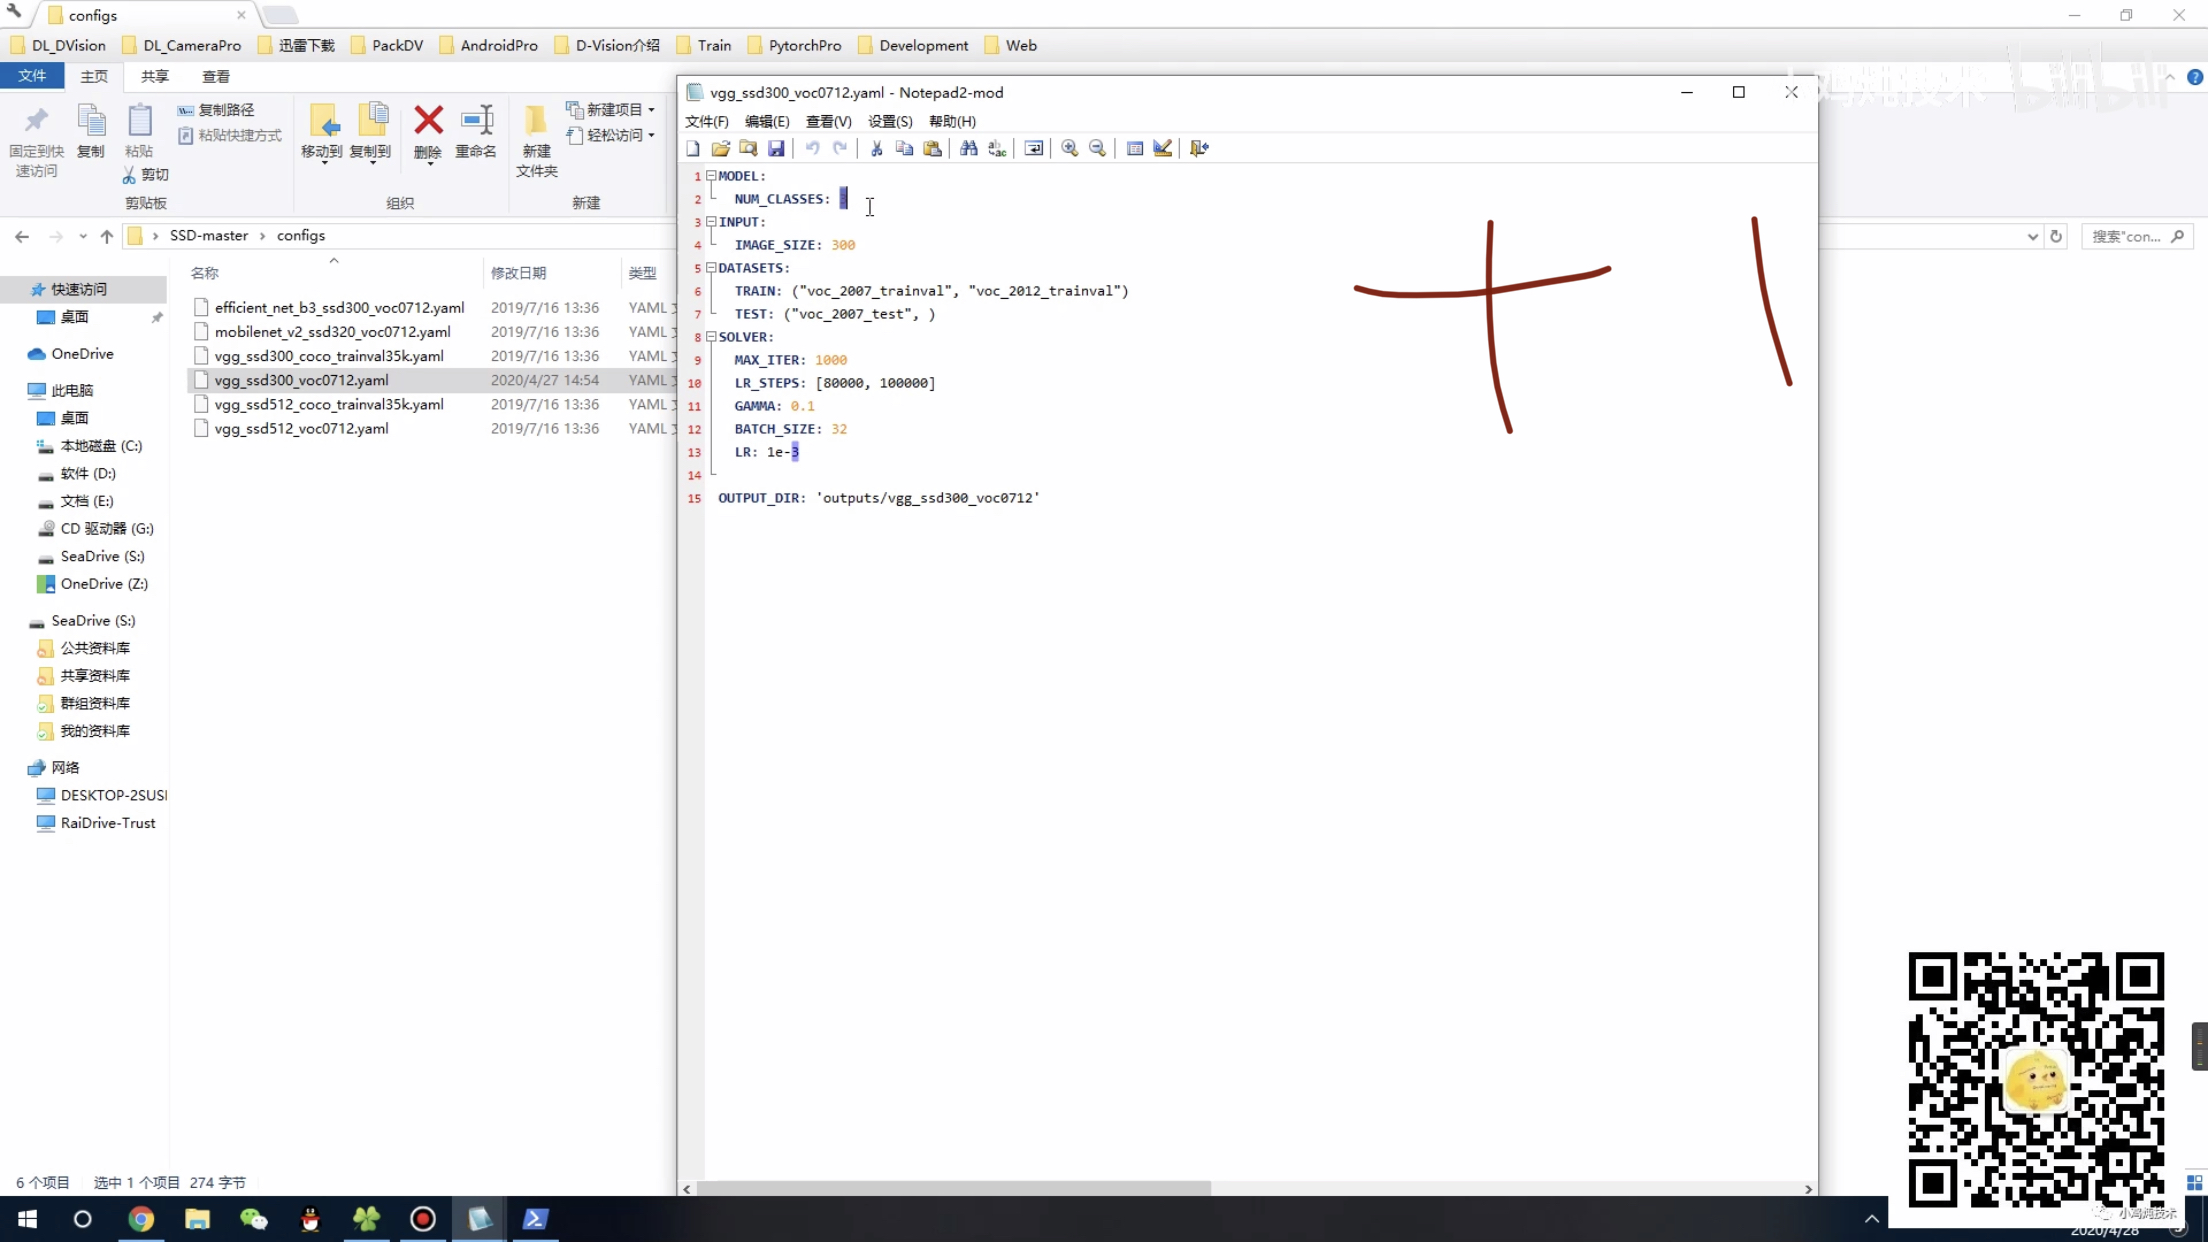 configs
DL_DVision DL_CameraPro 迅雷下载 PackDV AndroidPro D-Vision介绍 Train PytorchPro Development Web
文件 主页 共享 查看
固定到快速访问
复制
粘贴
复制路径
粘贴快捷方式
剪切
移动到 复制到 删除 重命名
新建文件夹
新建项目
轻松访问
剪贴板 组织 新建
SSD-master configs
搜索"con...
快速访问
桌面
OneDrive
此电脑
桌面
本地磁盘 (C:)
软件 (D:)
文档 (E:)
CD 驱动器 (G:)
SeaDrive (S:)
OneDrive (Z:)
SeaDrive (S:)
公共资料库
共享资料库
群组资料库
我的资料库
网络
DESKTOP-2SUSI
RaiDrive-Trust
名称 修改日期 类型
efficient_net_b3_ssd300_voc0712.yaml 2019/7/16 13:36 YAML
mobilenet_v2_ssd320_voc0712.yaml 2019/7/16 13:36 YAML
vgg_ssd300_coco_trainval35k.yaml 2019/7/16 13:36 YAML
vgg_ssd300_voc0712.yaml 2020/4/27 14:54 YAML
vgg_ssd512_coco_trainval35k.yaml 2019/7/16 13:36 YAML
vgg_ssd512_voc0712.yaml 2019/7/16 13:36 YAML
6 个项目 选中 1 个项目 274 字节
vgg_ssd300_voc0712.yaml - Notepad2-mod
文件(F) 编辑(E) 查看(V) 设置(S) 帮助(H)
1 MODEL:
2 NUM_CLASSES: 3
3 INPUT:
4 IMAGE_SIZE: 300
5 DATASETS:
6 TRAIN: ("voc_2007_trainval", "voc_2012_trainval")
7 TEST: ("voc_2007_test", )
8 SOLVER:
9 MAX_ITER: 1000
10 LR_STEPS: [80000, 100000]
11 GAMMA: 0.1
12 BATCH_SIZE: 32
13 LR: 1e-3
14
15 OUTPUT_DIR: 'outputs/vgg_ssd300_voc0712'
+ 1
bilibili
小鸡炖技术
2020/4/28